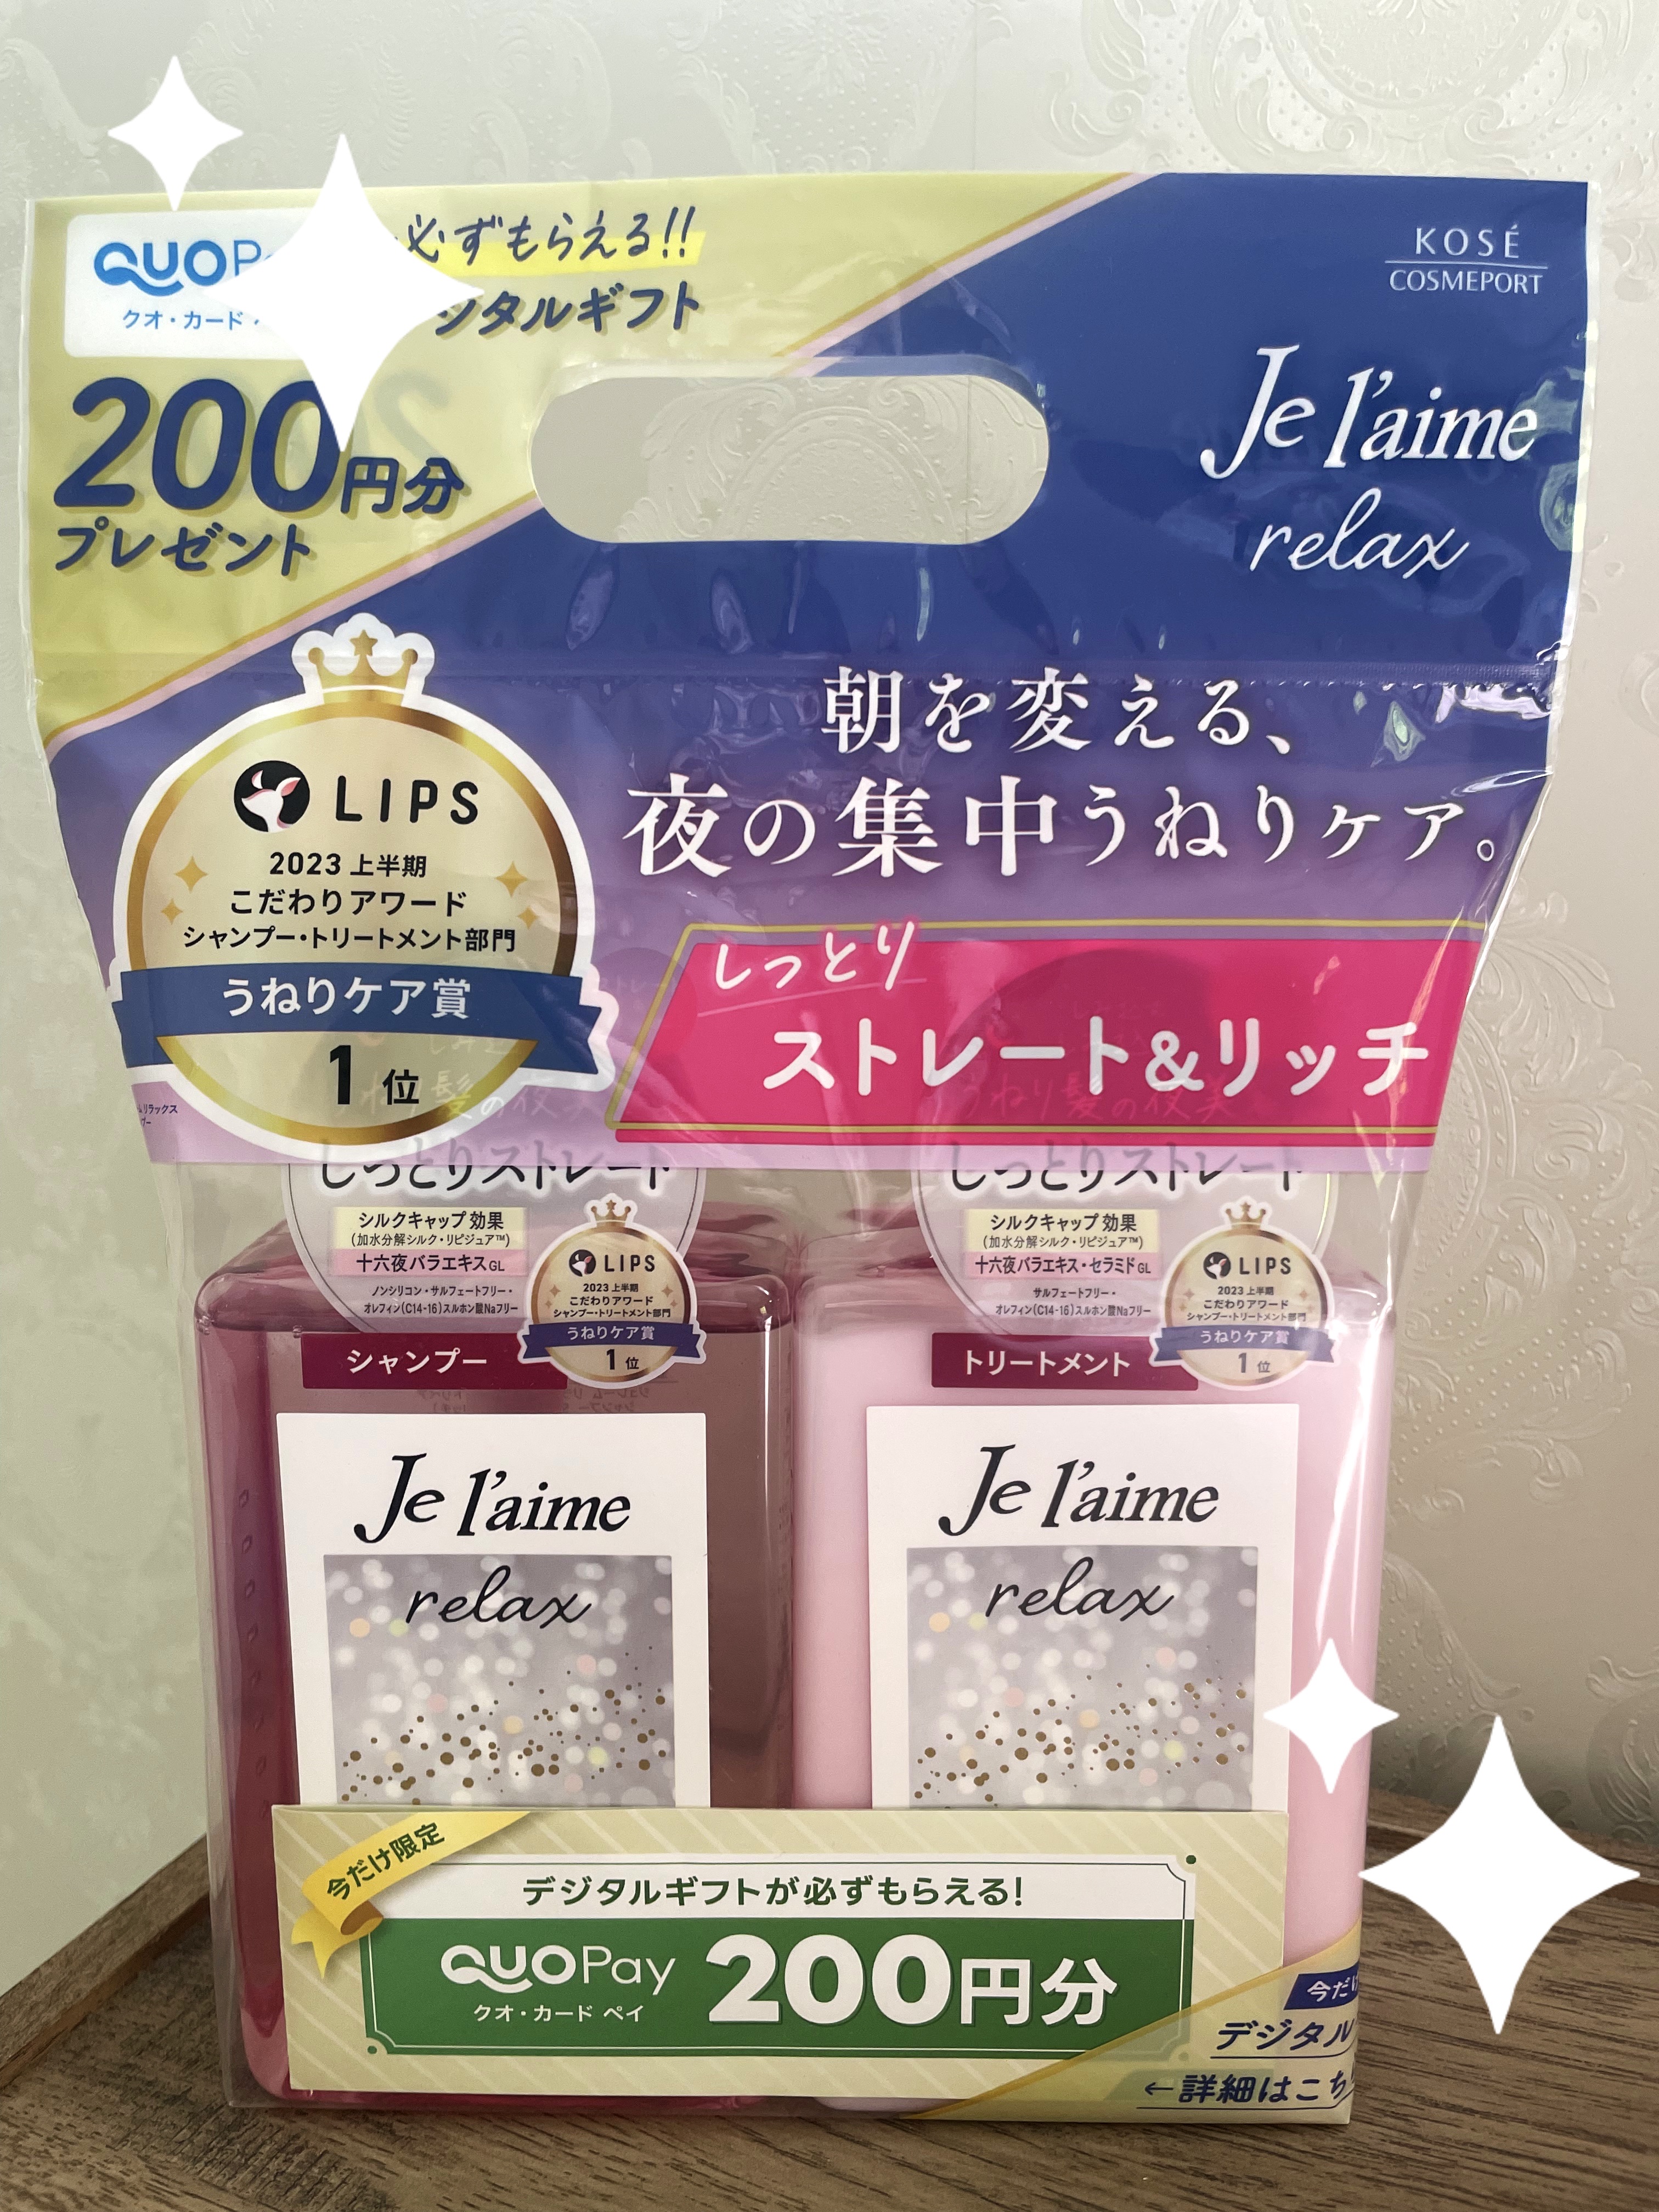 QUOP
クオ・カード
必ずもらえる!!
タルギフト
200円分
プレゼント
KOSÉ
COSMEPORT
Je l'aime
relax
朝を変える、
夜の集中うねりケア。
LIPS
2023 上半期
こだわりアワード
シャンプー・トリートメント部門
うねりケア賞
1 位
しっとり
ストレート&リッチ
しっとりストレート
シルクキャップ効果
(加水分解シルク・リピジュア™)
十六夜バラエキスGL
ノンシリコン・サルフェートフリー・
オレフィン(C14-16)スルホン酸Naフリー
LIPS
2023 上半期
こだわりアワード
シャンプー・トリートメント部門
うねりケア賞
1 位
シャンプー
Je l'aime
relax
しっとりストレート
シルクキャップ効果
(加水分解シルク・リピジュア™)
十六夜バラエキス・セラミドGL
サルフェートフリー・
オレフィン(C14-16)スルホン酸Naフリー
LIPS
2023 上半期
こだわりアワード
シャンプー・トリートメント部門
うねりケア賞
1 位
トリートメント
Je l'aime
relax
今だけ限定
デジタルギフトが必ずもらえる!
QUOPay
クオ・カード ペイ
200円分
今だけ
デジタル
←詳細はこち